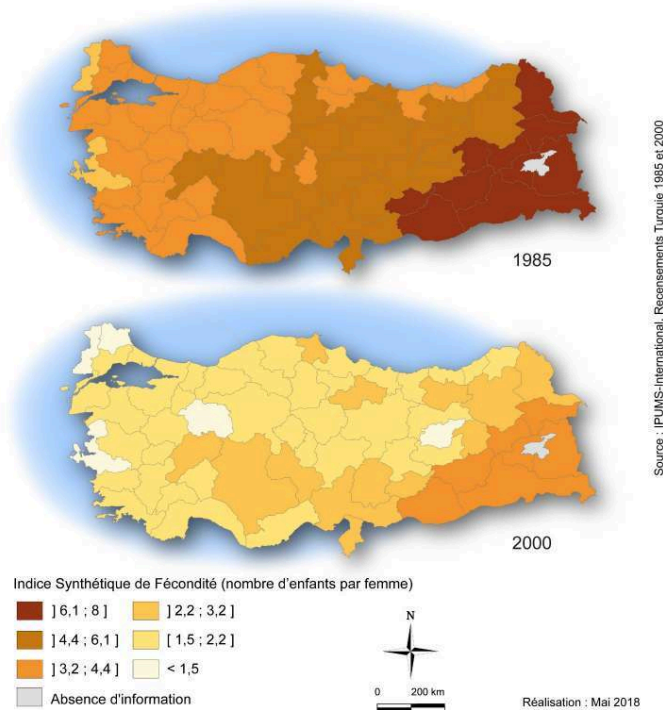 1985
2000
Source : IPUMS-International, Recensements Turquie 1985 et 2000
Indice Synthétique de Fécondité (nombre d'enfants par femme)
] 6,1 ; 8 ]
] 2,2 ; 3,2 ]
] 4,4 ; 6,1 ]
[ 1,5 ; 2,2 ]
] 3,2 ; 4,4 ]
< 1,5
Absence d'information
N
0 200 km
Réalisation : Mai 2018